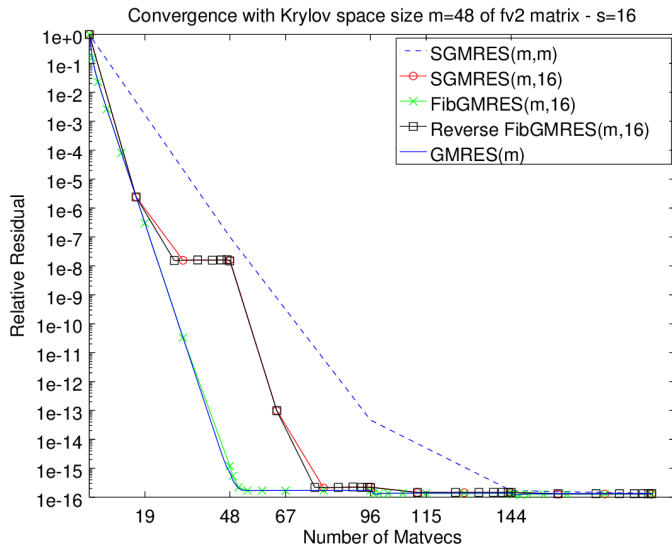 Convergence with Krylov space size m=48 of fv2 matrix - s=16
1e+0
1e-1
1e-2
1e-3
1e-4
1e-5
1e-6
1e-7
1e-8
1e-9
1e-10
1e-11
1e-12
1e-13
1e-14
1e-15
1e-16
Relative Residual
SGMRES(m,m)
SGMRES(m,16)
FibGMRES(m,16)
Reverse FibGMRES(m,16)
GMRES(m)
19 48 67 96 115 144
Number of Matvecs